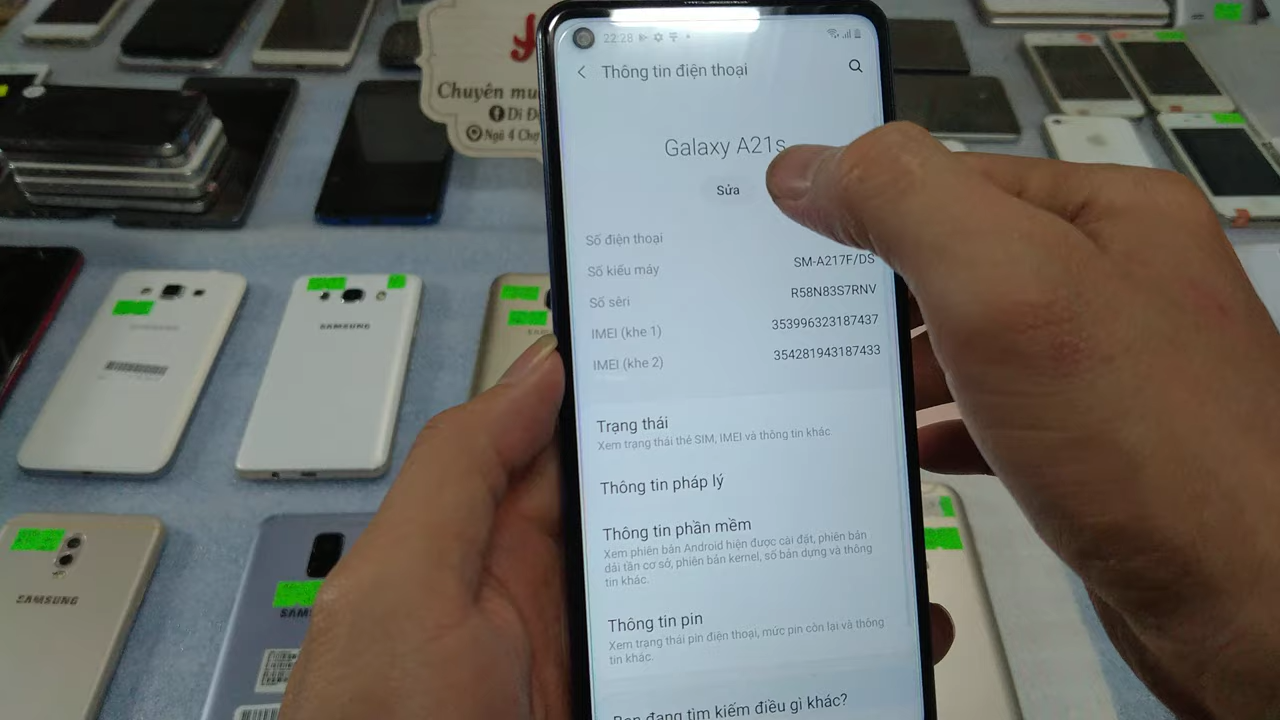 Chuyên mu
Di Đ
Ngõ 4 Chợ
22:28
Thông tin điện thoại
Galaxy A21s
Sửa
Số điện thoại
Số kiểu máy SM-A217F/DS
Số sêri R58N83S7RNV
IMEI (khe 1) 353996323187437
IMEI (khe 2) 354281943187433
Trạng thái
Xem trạng thái thẻ SIM, IMEI và thông tin khác
Thông tin pháp lý
Thông tin phần mềm
Xem phiên bản Android hiện được cài đặt, phiên bản
dải tần cơ sở, phiên bản kernel, số bản dựng và thông
tin khác.
Thông tin pin
Xem trạng thái pin điện thoại, mức pin còn lại và thông
tin khác.
Bạn đang tìm kiếm điều gì khác?
SAMSUNG
SAMSUNG
SAM